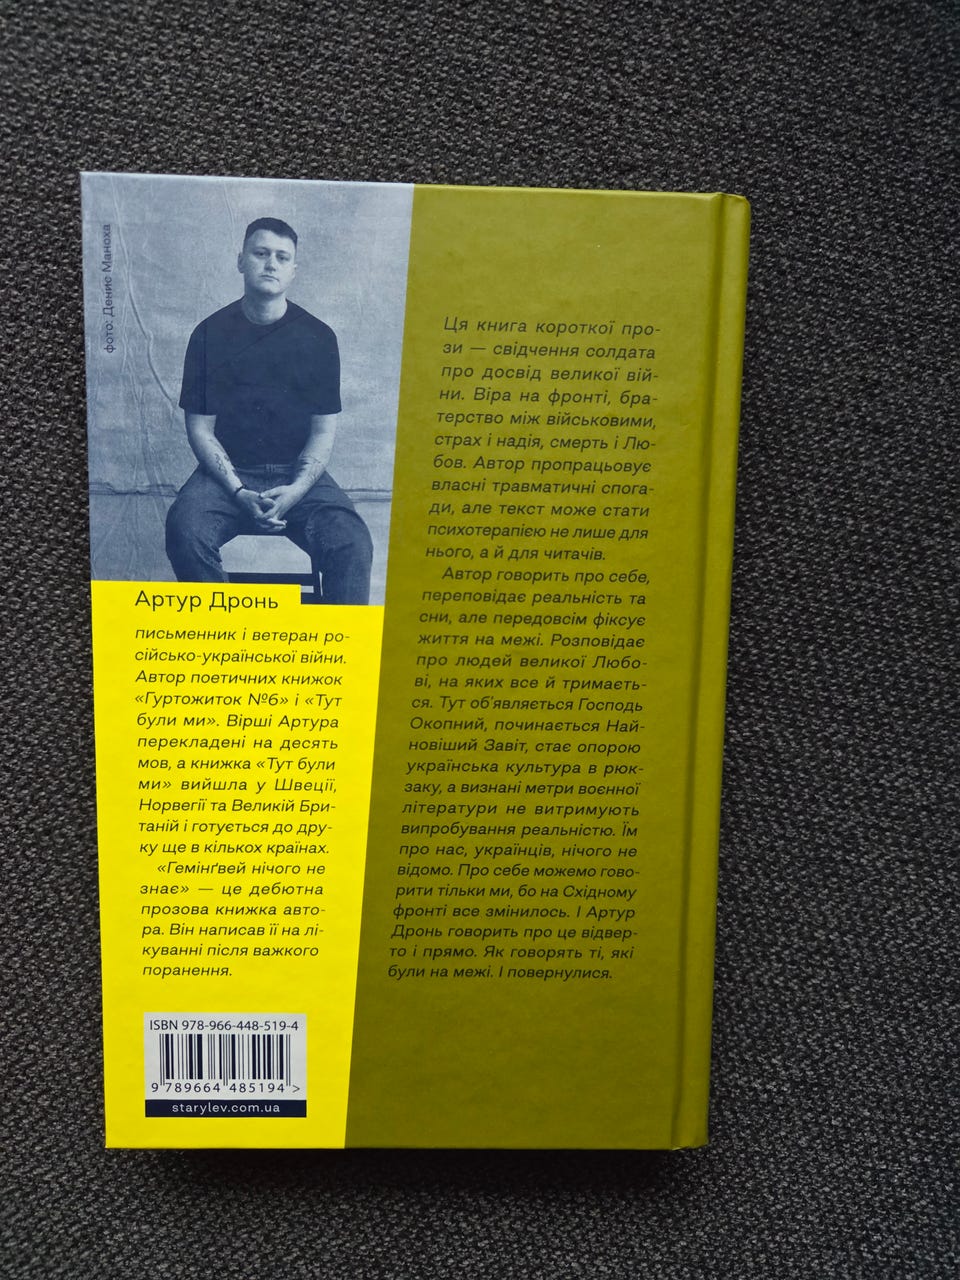 фото: Денис Маноха
Артур Дронь
письменник і ветеран ро-
сійсько-української війни.
Автор поетичних книжок
«Гуртожиток №6» і «Тут
були ми». Вірші Артура
перекладені на десять
мов, а книжка «Тут були
ми» вийшла у Швеції,
Норвегії та Великій Бри-
таній і готується до дру-
ку ще в кількох країнах.
«Гемінґвей нічого не
знає» — це дебютна
прозова книжка авто-
ра. Він написав її на лі-
куванні після важкого
поранення.
ISBN 978-966-448-519-4
9 789664 485194 >
starylev.com.ua
Ця книга короткої про-
зи — свідчення солдата
про досвід великої вій-
ни. Віра на фронті, бра-
терство між військовими,
страх і надія, смерть і Лю-
бов. Автор пропрацьовує
власні травматичні спога-
ди, але текст може стати
психотерапією не лише для
нього, а й для читачів.
Автор говорить про себе,
переповідає реальність та
сни, але передовсім фіксує
життя на межі. Розповідає
про людей великої Любо-
ві, на яких все й тримаєть-
ся. Тут об'являється Господь
Окопний, починається Най-
новіший Завіт, стає опорою
українська культура в рюк-
заку, а визнані метри воєнної
літератури не витримують
випробування реальністю. Їм
про нас, українців, нічого не
відомо. Про себе можемо гово-
рити тільки ми, бо на Східному
фронті все змінилось. І Артур
Дронь говорить про це відвер-
то і прямо. Як говорять ті, які
були на межі. І повернулися.